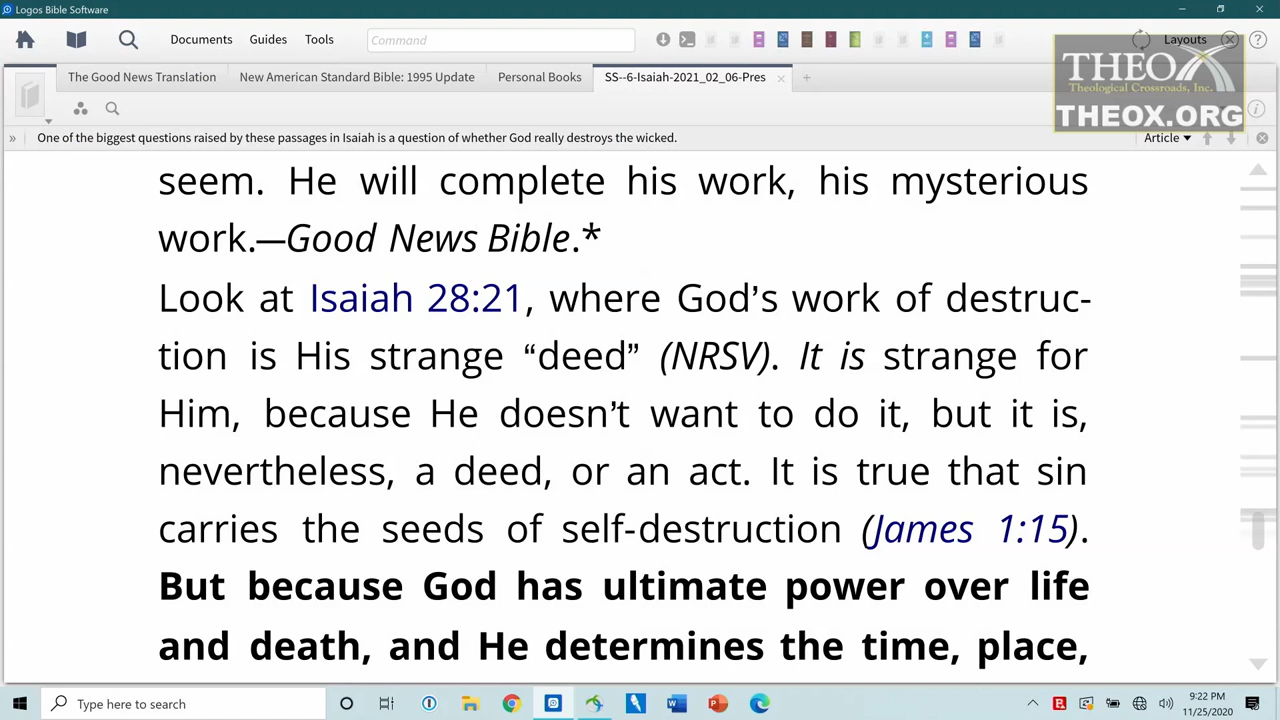 Logos Bible Software
Documents Guides Tools Command Layouts
THEOX
Theological Crossroads, Inc.
THEOX.ORG
The Good News Translation New American Standard Bible: 1995 Update Personal Books SS--6-Isaiah-2021_02_06-Pres
One of the biggest questions raised by these passages in Isaiah is a question of whether God really destroys the wicked. Article
seem. He will complete his work, his mysterious
work.—Good News Bible.*
Look at Isaiah 28:21, where God's work of destruc-
tion is His strange “deed” (NRSV). It is strange for
Him, because He doesn't want to do it, but it is,
nevertheless, a deed, or an act. It is true that sin
carries the seeds of self-destruction (James 1:15).
But because God has ultimate power over life
and death, and He determines the time, place,
Type here to search
9:22 PM
11/25/2020